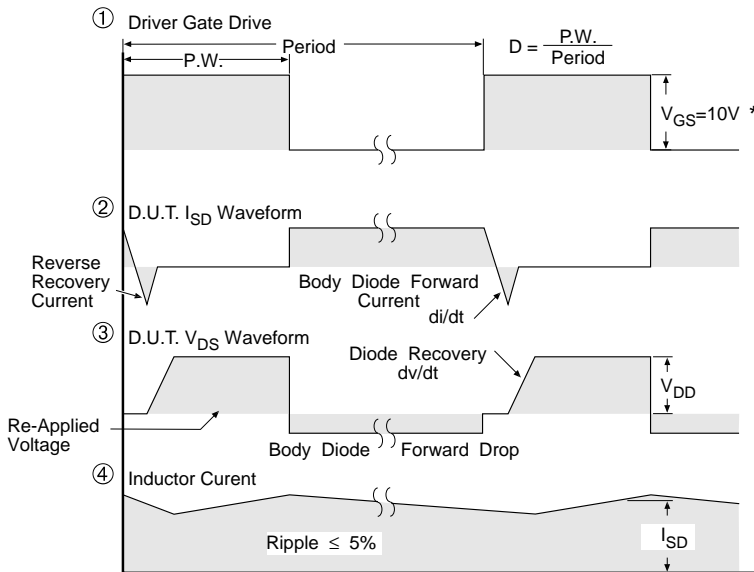 ① Driver Gate Drive
Period
P.W.
D = P.W. / Period
V_GS=10V *
② D.U.T. I_SD Waveform
Reverse
Recovery
Current
Body Diode Forward
Current
di/dt
③ D.U.T. V_DS Waveform
Diode Recovery
dv/dt
V_DD
Re-Applied
Voltage
Body Diode Forward Drop
④ Inductor Curent
Ripple ≤ 5%
I_SD